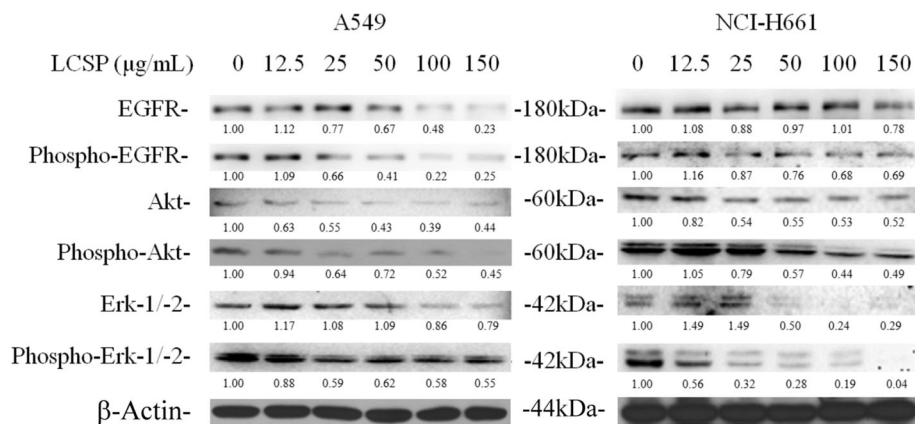 A549 NCI-H661
LCSP (µg/mL) 0 12.5 25 50 100 150 0 12.5 25 50 100 150
EGFR- -180kDa-
1.00 1.12 0.77 0.67 0.48 0.23 1.00 1.08 0.88 0.97 1.01 0.78
Phospho-EGFR- -180kDa-
1.00 1.09 0.66 0.41 0.22 0.25 1.00 1.16 0.87 0.76 0.68 0.69
Akt- -60kDa-
1.00 0.63 0.55 0.43 0.39 0.44 1.00 0.82 0.54 0.55 0.53 0.52
Phospho-Akt- -60kDa-
1.00 0.94 0.64 0.72 0.52 0.45 1.00 1.05 0.79 0.57 0.44 0.49
Erk-1/-2- -42kDa-
1.00 1.17 1.08 1.09 0.86 0.79 1.00 1.49 1.49 0.50 0.24 0.29
Phospho-Erk-1/-2- -42kDa-
1.00 0.88 0.59 0.62 0.58 0.55 1.00 0.56 0.32 0.28 0.19 0.04
β-Actin- -44kDa-